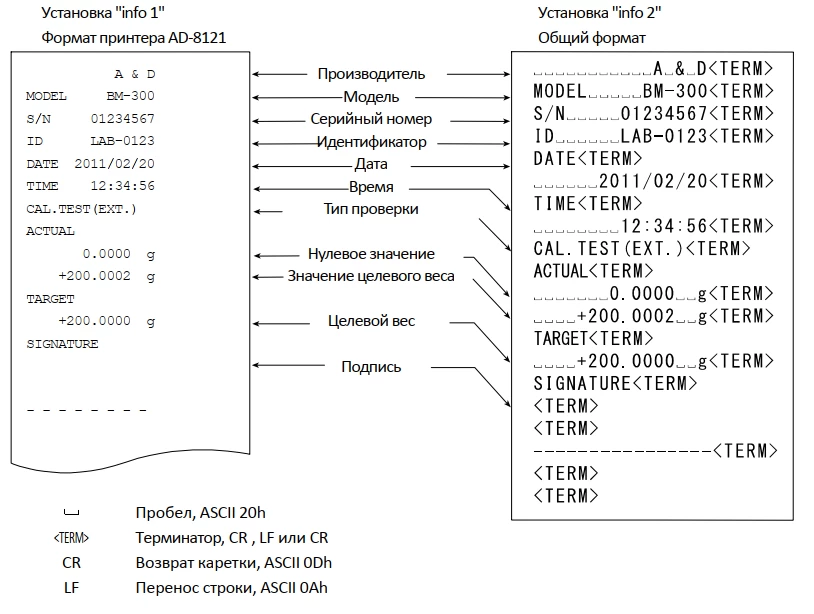 Установка "info 1"
Формат принтера AD-8121
A & D
MODEL BM-300
S/N 01234567
ID LAB-0123
DATE 2011/02/20
TIME 12:34:56
CAL.TEST(EXT.)
ACTUAL
0.0000 g
+200.0002 g
TARGET
+200.0000 g
SIGNATURE
- - - - - - - -
Производитель
Модель
Серийный номер
Идентификатор
Дата
Время
Тип проверки
Нулевое значение
Значение целевого веса
Целевой вес
Подпись
Установка "info 2"
Общий формат
␣␣␣␣␣␣␣␣␣␣␣A␣&␣D<TERM>
MODEL␣␣␣␣␣BM-300<TERM>
S/N␣␣␣␣␣01234567<TERM>
ID␣␣␣␣␣␣LAB-0123<TERM>
DATE<TERM>
␣␣␣␣␣␣2011/02/20<TERM>
TIME<TERM>
␣␣␣␣␣␣␣␣12:34:56<TERM>
CAL.TEST(EXT.)<TERM>
ACTUAL<TERM>
␣␣␣␣␣␣␣0.0000␣␣g<TERM>
␣␣␣␣+200.0002␣␣g<TERM>
TARGET<TERM>
␣␣␣␣+200.0000␣␣g<TERM>
SIGNATURE<TERM>
<TERM>
<TERM>
----------------<TERM>
<TERM>
<TERM>
␣ Пробел, ASCII 20h
<TERM> Терминатор, CR , LF или CR
CR Возврат каретки, ASCII 0Dh
LF Перенос строки, ASCII 0Ah